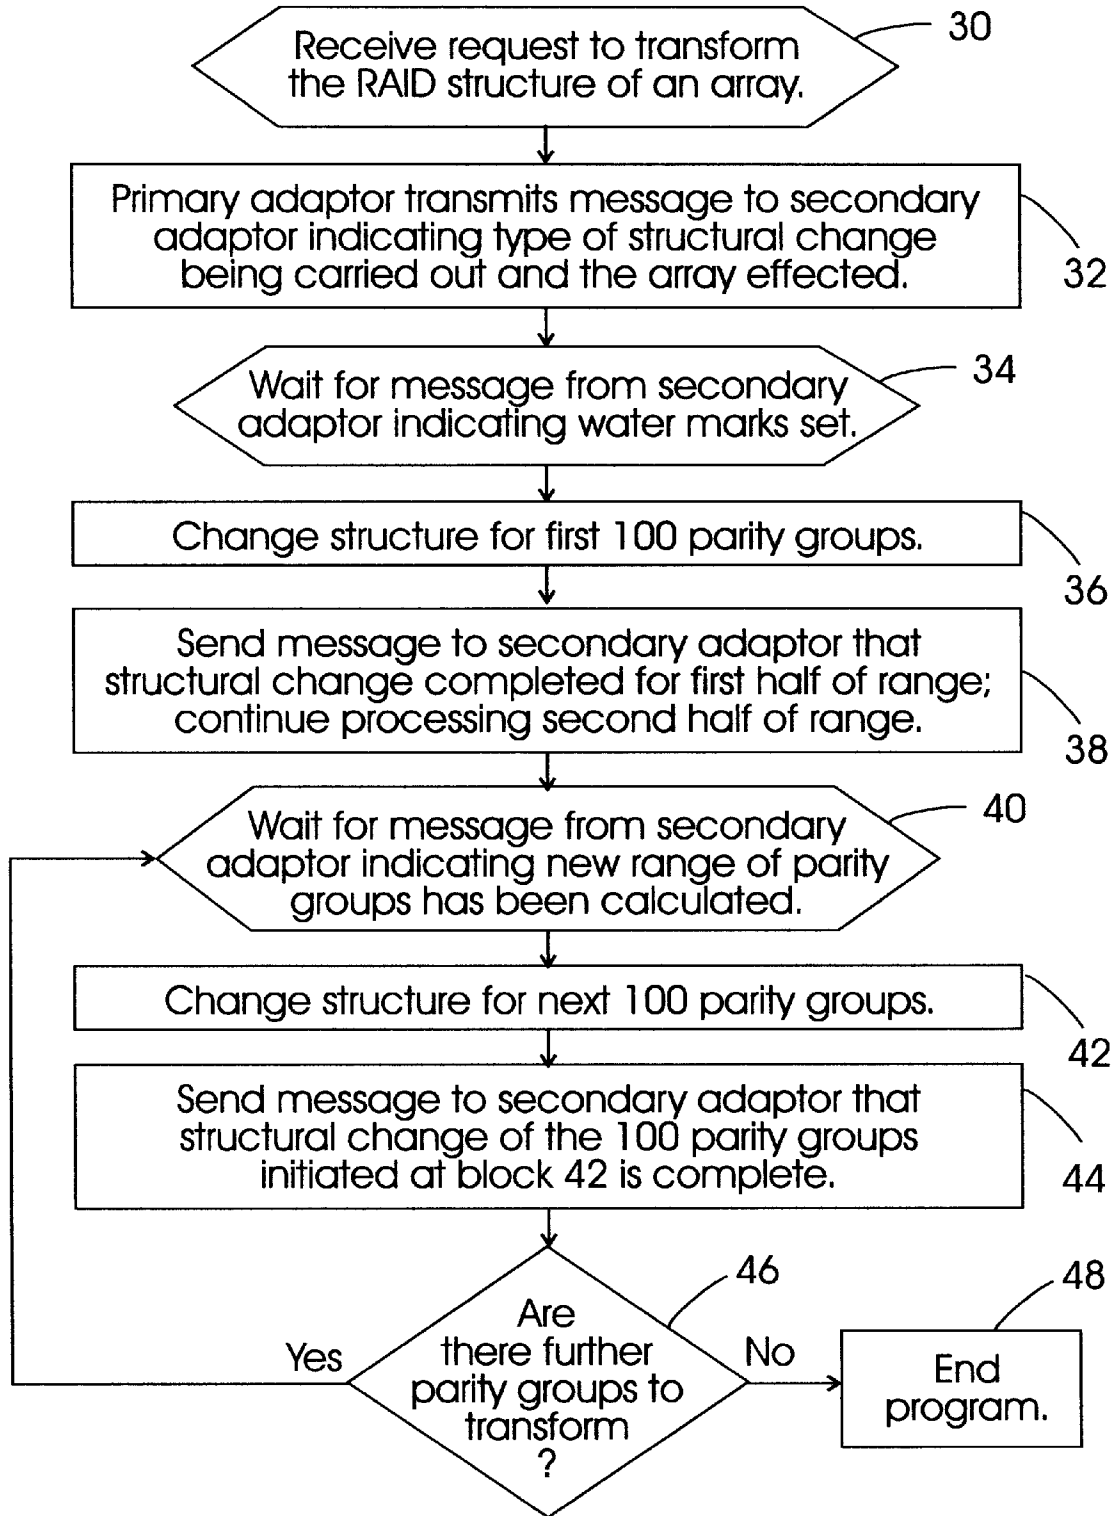 30
Receive request to transform
the RAID structure of an array.
Primary adaptor transmits message to secondary
adaptor indicating type of structural change
being carried out and the array effected.
32
Wait for message from secondary
adaptor indicating water marks set.
34
Change structure for first 100 parity groups.
36
Send message to secondary adaptor that
structural change completed for first half of range;
continue processing second half of range.
38
Wait for message from secondary
adaptor indicating new range of parity
groups has been calculated.
40
Change structure for next 100 parity groups.
42
Send message to secondary adaptor that
structural change of the 100 parity groups
initiated at block 42 is complete.
44
Are
there further
parity groups to
transform
?
46
Yes
No
End
program.
48